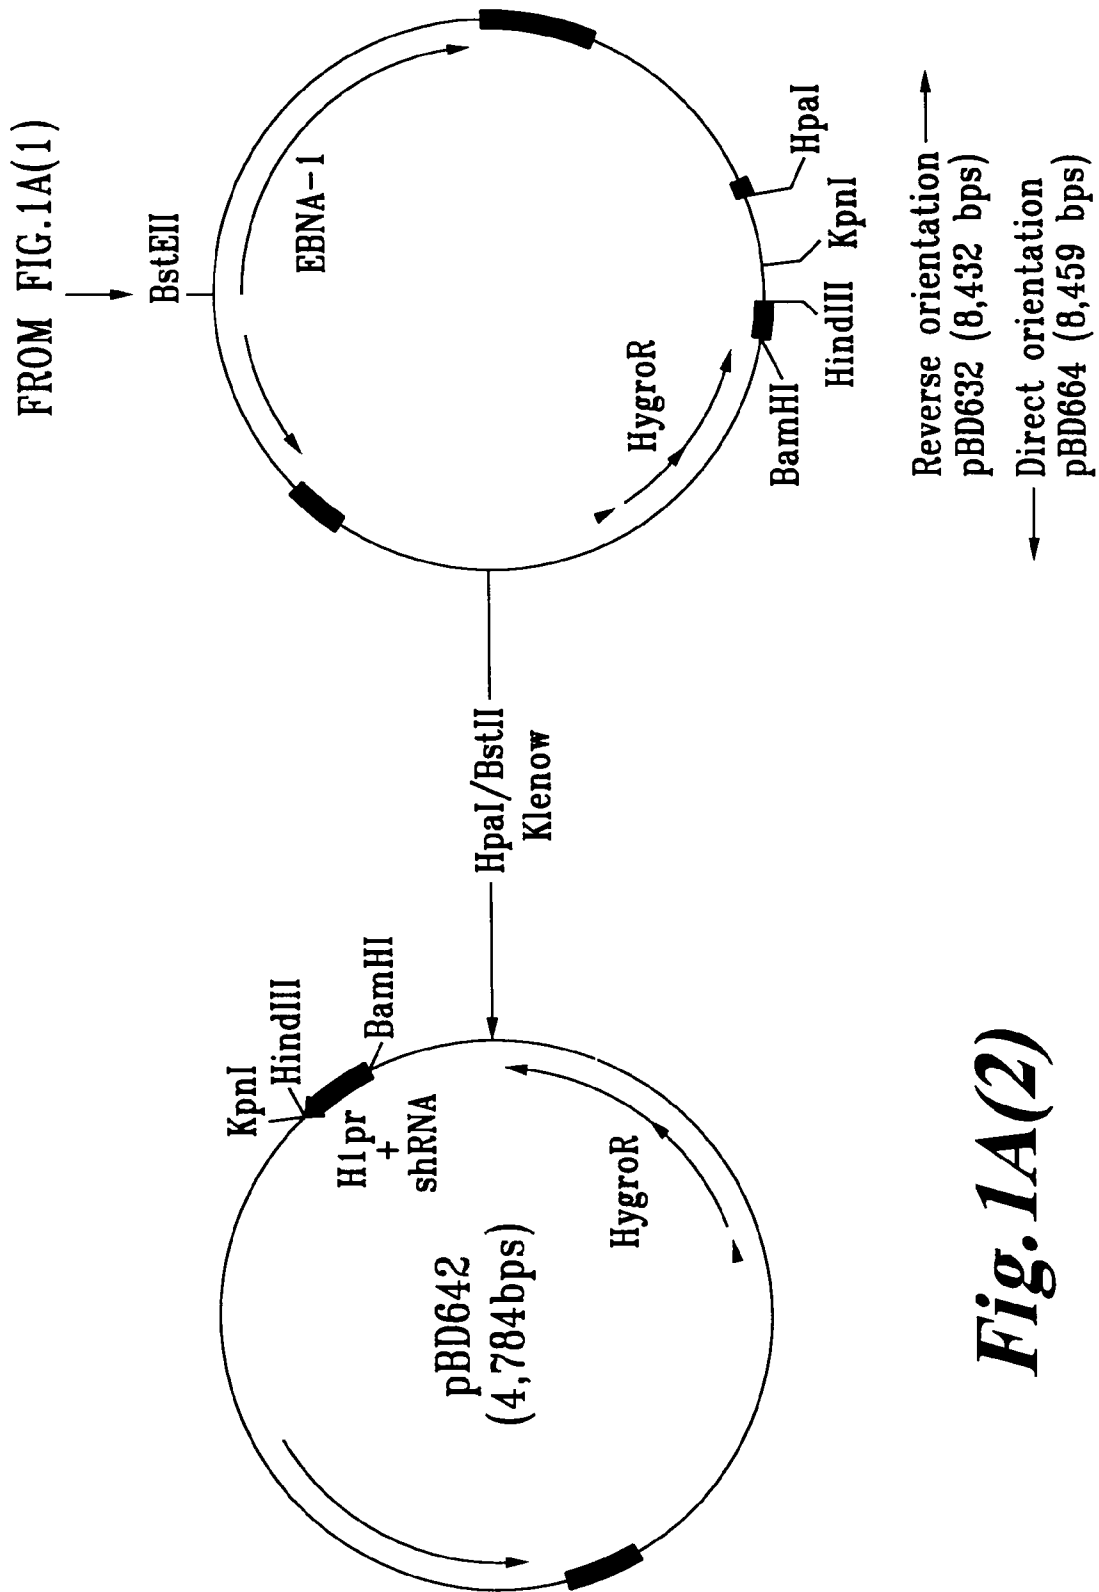 FROM FIG.1A(1)
BstEII
EBNA-1
HpaI
KpnI
HindIII
BamHI
HygroR
Reverse orientation
pBD632 (8,432 bps)
Direct orientation
pBD664 (8,459 bps)
HpaI/BstII
Klenow
KpnI
HindIII
BamHI
H1pr
+
shRNA
pBD642
(4,784bps)
HygroR
Fig.1A(2)